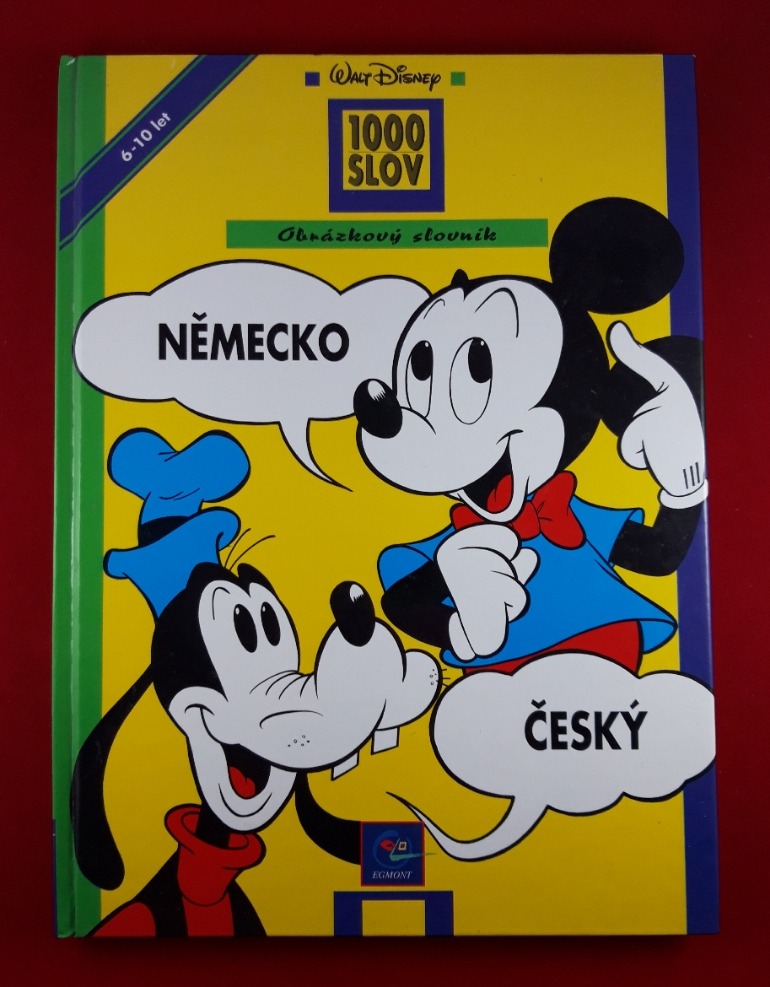 Walt Disney
6-10 let
1000
SLOV
Obrázkový slovník
NĚMECKO
ČESKÝ
EGMONT